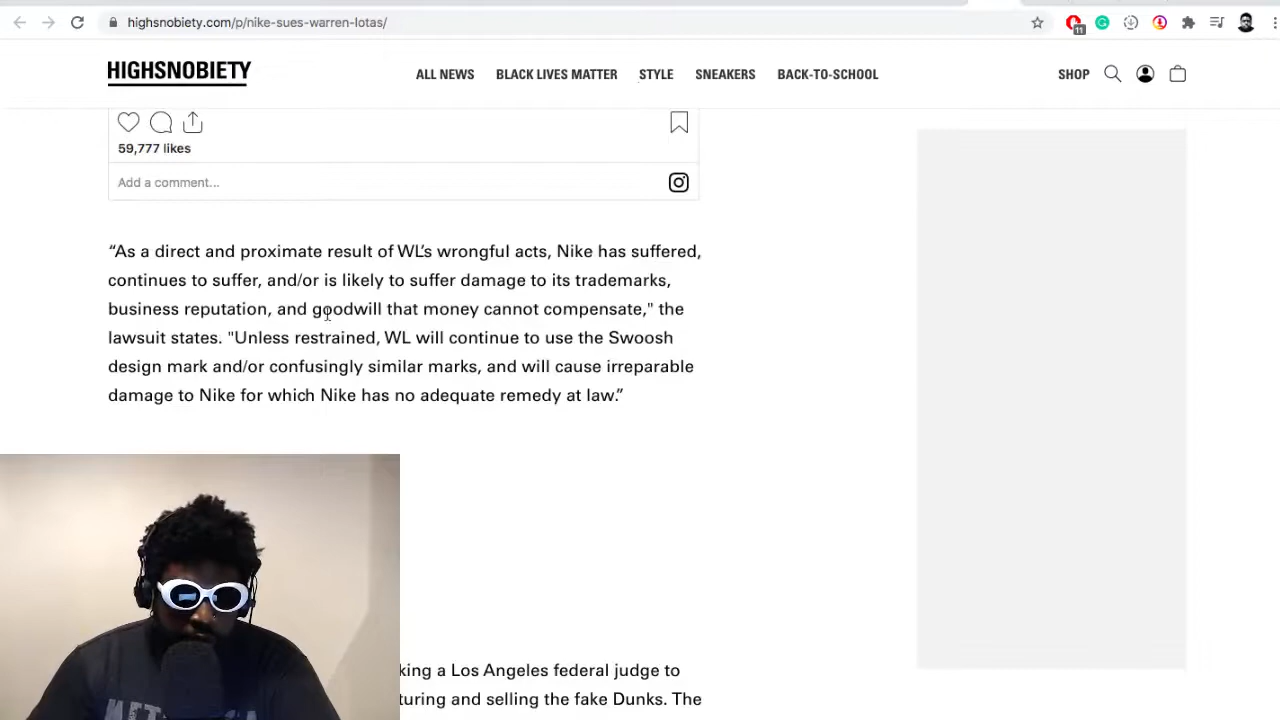 highsnobiety.com/p/nike-sues-warren-lotas/
11
HIGHSNOBIETY
ALL NEWS BLACK LIVES MATTER STYLE SNEAKERS BACK-TO-SCHOOL
SHOP
59,777 likes
Add a comment...
“As a direct and proximate result of WL’s wrongful acts, Nike has suffered,
continues to suffer, and/or is likely to suffer damage to its trademarks,
business reputation, and goodwill that money cannot compensate," the
lawsuit states. "Unless restrained, WL will continue to use the Swoosh
design mark and/or confusingly similar marks, and will cause irreparable
damage to Nike for which Nike has no adequate remedy at law.”
king a Los Angeles federal judge to
turing and selling the fake Dunks. The